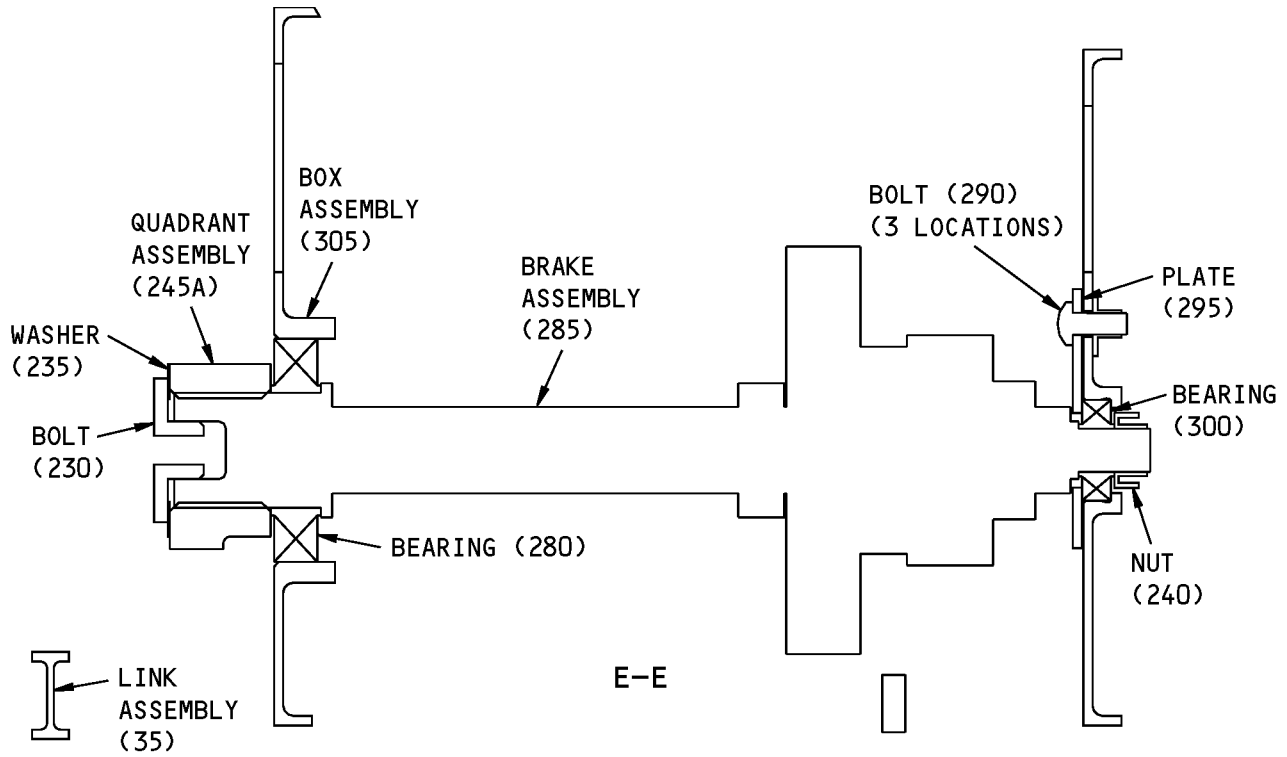 BOX
ASSEMBLY
(305)
QUADRANT
ASSEMBLY
(245A)
WASHER
(235)
BOLT
(230)
BRAKE
ASSEMBLY
(285)
BOLT (290)
(3 LOCATIONS)
PLATE
(295)
BEARING
(300)
BEARING (280)
NUT
(240)
LINK
ASSEMBLY
(35)
E-E